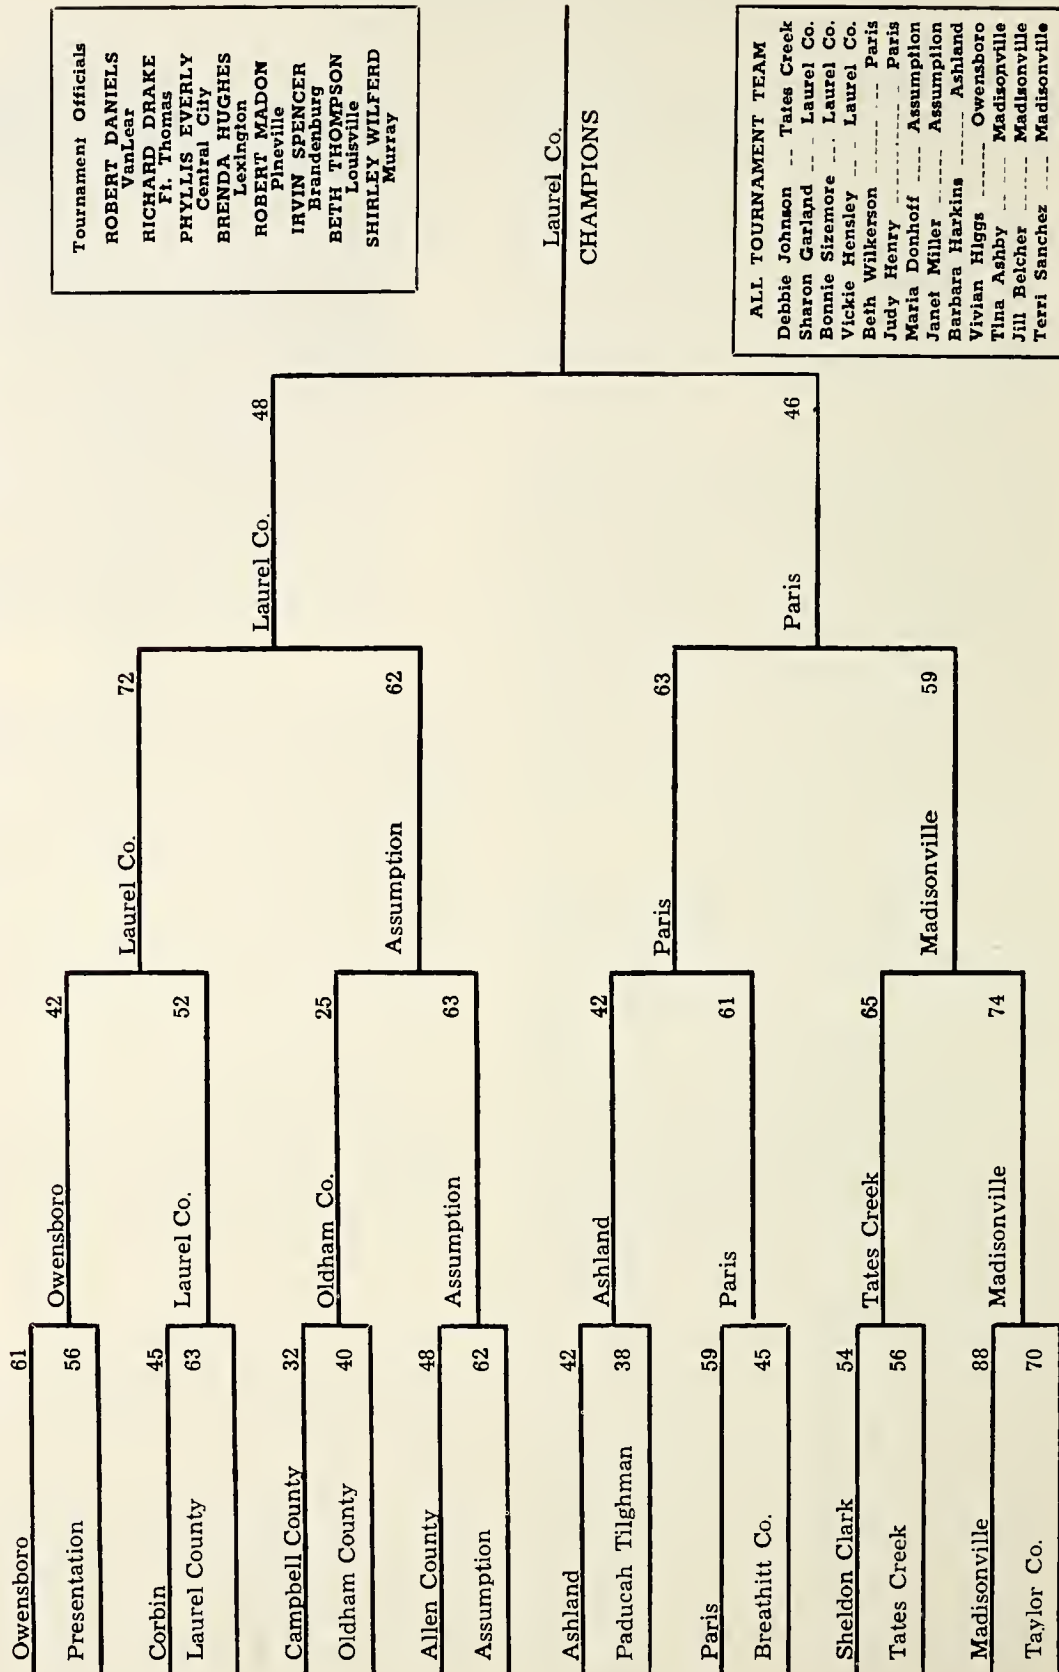 Owensboro 61
Presentation 56
Corbin 45
Laurel County 63
Campbell County 32
Oldham County 40
Allen County 48
Assumption 62
Ashland 42
Paducah Tilghman 38
Paris 59
Breathitt Co. 45
Sheldon Clark 54
Tates Creek 56
Madisonville 88
Taylor Co. 70
Owensboro 42
Laurel Co. 52
Oldham Co. 25
Assumption 63
Ashland 42
Paris 61
Tates Creek 65
Madisonville 74
Laurel Co. 72
Assumption 62
Paris 63
Madisonville 59
Laurel Co. 48
Paris 46
Laurel Co.
CHAMPIONS
Tournament Officials
ROBERT DANIELS
VanLear
RICHARD DRAKE
Ft. Thomas
PHYLLIS EVERLY
Central City
BRENDA HUGHES
Lexington
ROBERT MADON
Pineville
IRVIN SPENCER
Brandenburg
BETH THOMPSON
Louisville
SHIRLEY WILFERD
Murray
ALL TOURNAMENT TEAM
Debbie Johnson -- Tates Creek
Sharon Garland --- Laurel Co.
Bonnie Sizemore --- Laurel Co.
Vickie Hensley --- Laurel Co.
Beth Wilkerson --------- Paris
Judy Henry ----------- Paris
Maria Donhoff ---- Assumption
Janet Miller ------ Assumption
Barbara Harkins ------ Ashland
Vivian Higgs ------ Owensboro
Tina Ashby ----- Madisonville
Jill Belcher ------ Madisonville
Terri Sanchez ---- Madisonville